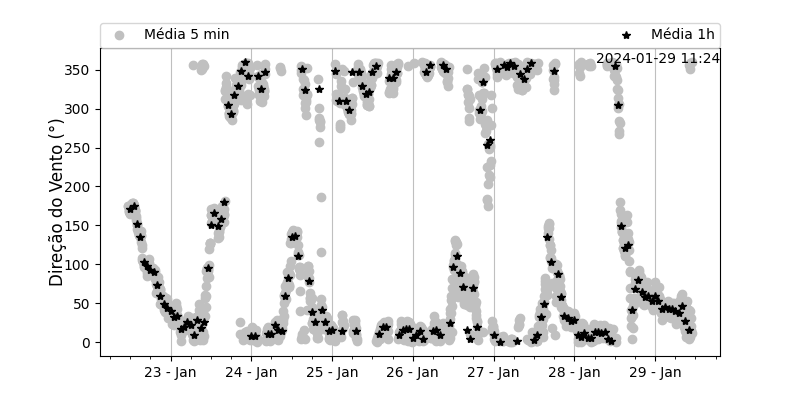 Média 5 min
Média 1h
2024-01-29 11:24
Direção do Vento (°)
350
300
250
200
150
100
50
0
23 - Jan
24 - Jan
25 - Jan
26 - Jan
27 - Jan
28 - Jan
29 - Jan